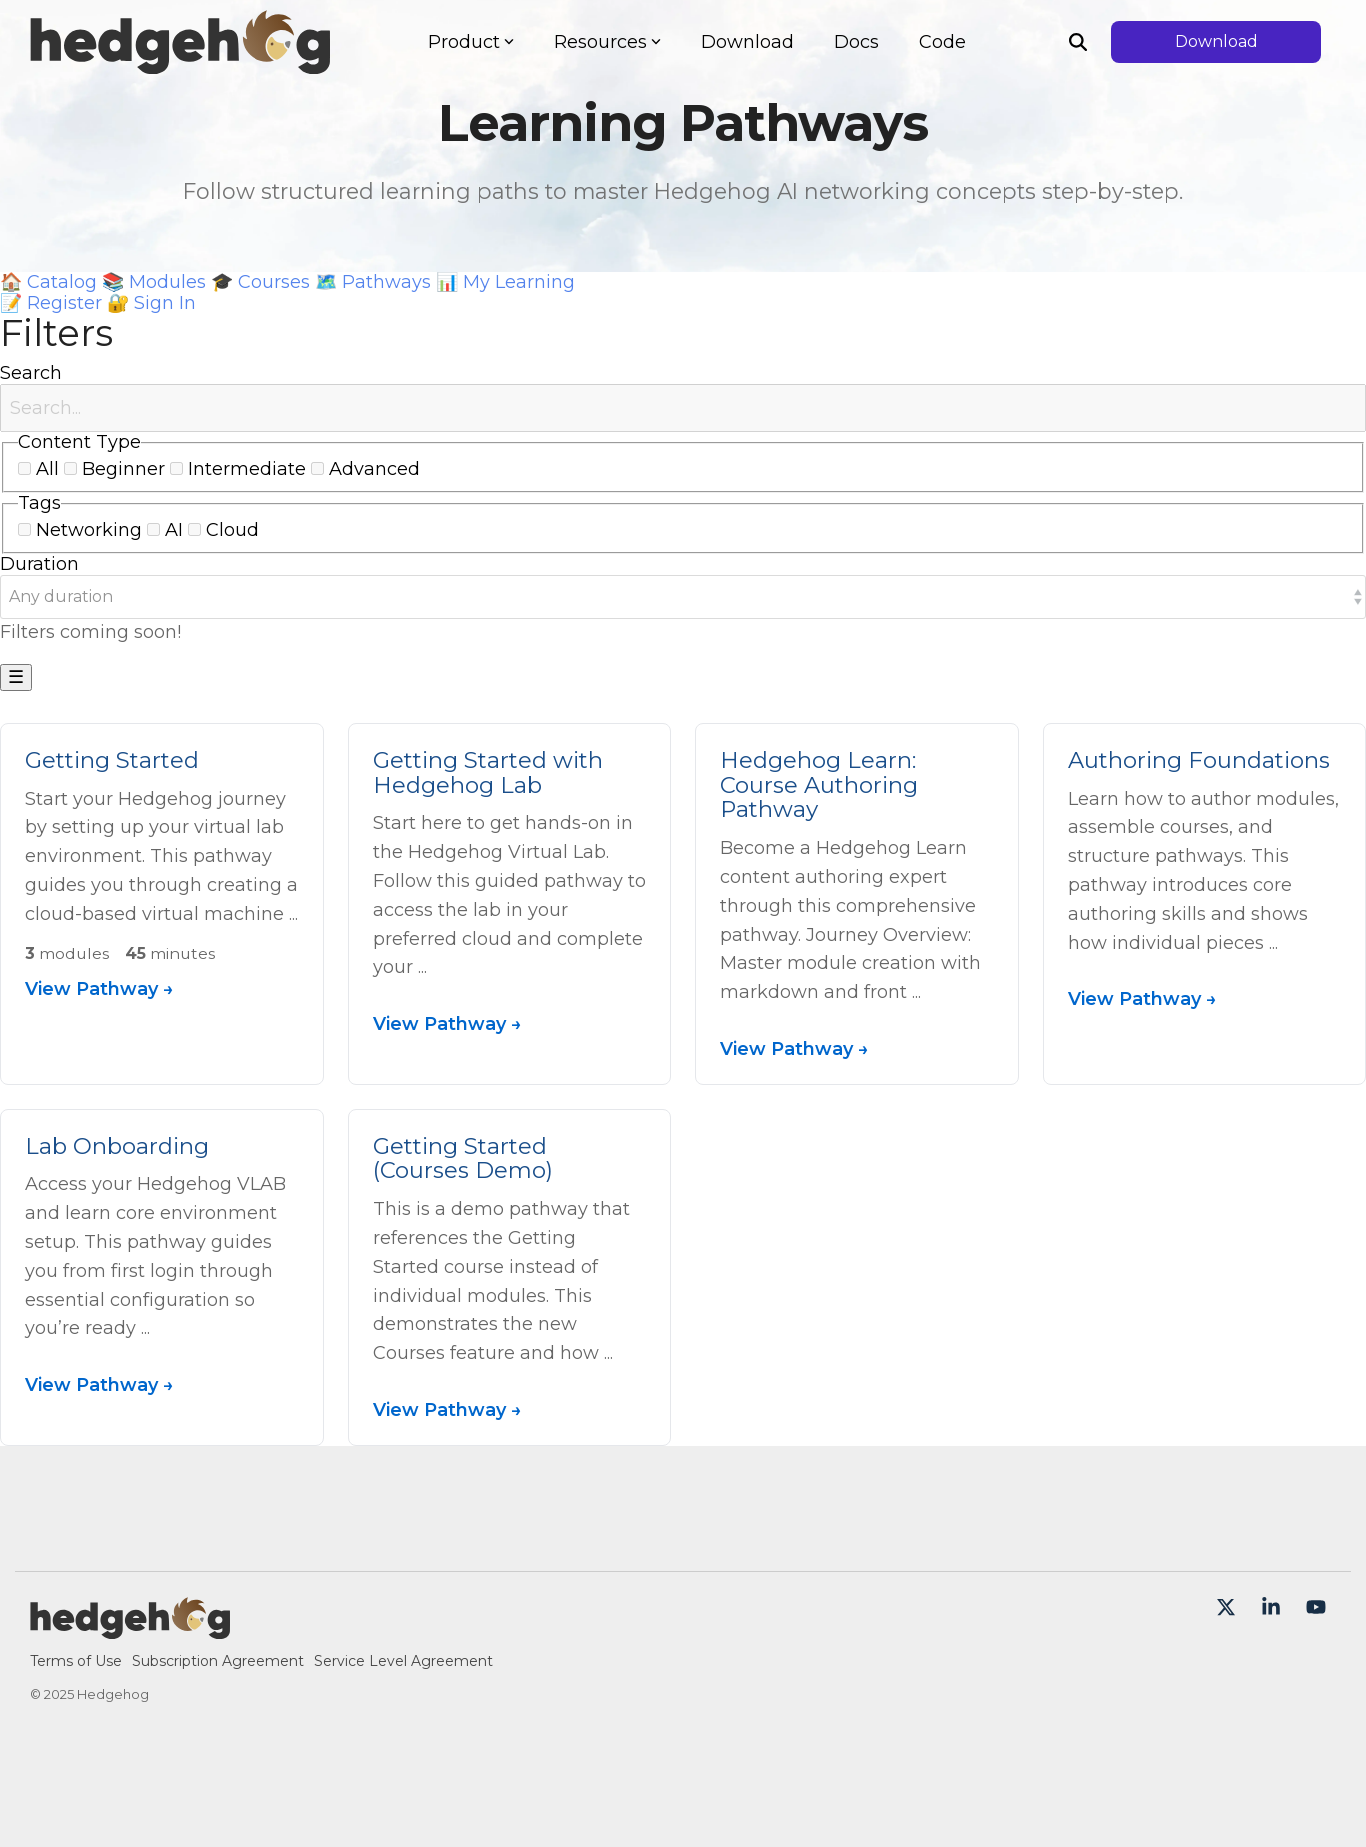 hedgehog
Product Resources Download Docs Code Download
Learning Pathways
Follow structured learning paths to master Hedgehog AI networking concepts step-by-step.
🏠 Catalog 📚 Modules 🎓 Courses 🗺️ Pathways 📊 My Learning
📝 Register 🔐 Sign In
Filters
Search
Search...
Content Type
All Beginner Intermediate Advanced
Tags
Networking AI Cloud
Duration
Any duration
Filters coming soon!
☰
Getting Started
Start your Hedgehog journey
by setting up your virtual lab
environment. This pathway
guides you through creating a
cloud-based virtual machine ...
3 modules 45 minutes
View Pathway →
Getting Started with
Hedgehog Lab
Start here to get hands-on in
the Hedgehog Virtual Lab.
Follow this guided pathway to
access the lab in your
preferred cloud and complete
your ...
View Pathway →
Hedgehog Learn:
Course Authoring
Pathway
Become a Hedgehog Learn
content authoring expert
through this comprehensive
pathway. Journey Overview:
Master module creation with
markdown and front ...
View Pathway →
Authoring Foundations
Learn how to author modules,
assemble courses, and
structure pathways. This
pathway introduces core
authoring skills and shows
how individual pieces ...
View Pathway →
Lab Onboarding
Access your Hedgehog VLAB
and learn core environment
setup. This pathway guides
you from first login through
essential configuration so
you’re ready ...
View Pathway →
Getting Started
(Courses Demo)
This is a demo pathway that
references the Getting
Started course instead of
individual modules. This
demonstrates the new
Courses feature and how ...
View Pathway →
hedgehog
Terms of Use Subscription Agreement Service Level Agreement
© 2025 Hedgehog